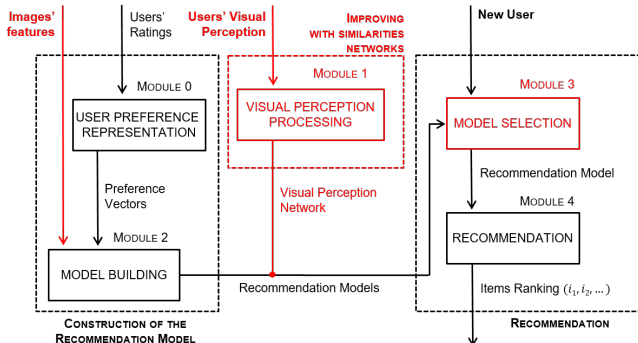 Images'
features
Users'
Ratings
Users' Visual
Perception
IMPROVING
WITH SIMILARITIES
NETWORKS
New User
MODULE 0
USER PREFERENCE
REPRESENTATION
MODULE 1
VISUAL PERCEPTION
PROCESSING
MODULE 3
MODEL SELECTION
Preference
Vectors
Visual Perception
Network
Recommendation Model
MODULE 2
MODEL BUILDING
MODULE 4
RECOMMENDATION
Recommendation Models
Items Ranking (i₁, i₂, ...)
CONSTRUCTION OF THE
RECOMMENDATION MODEL
RECOMMENDATION